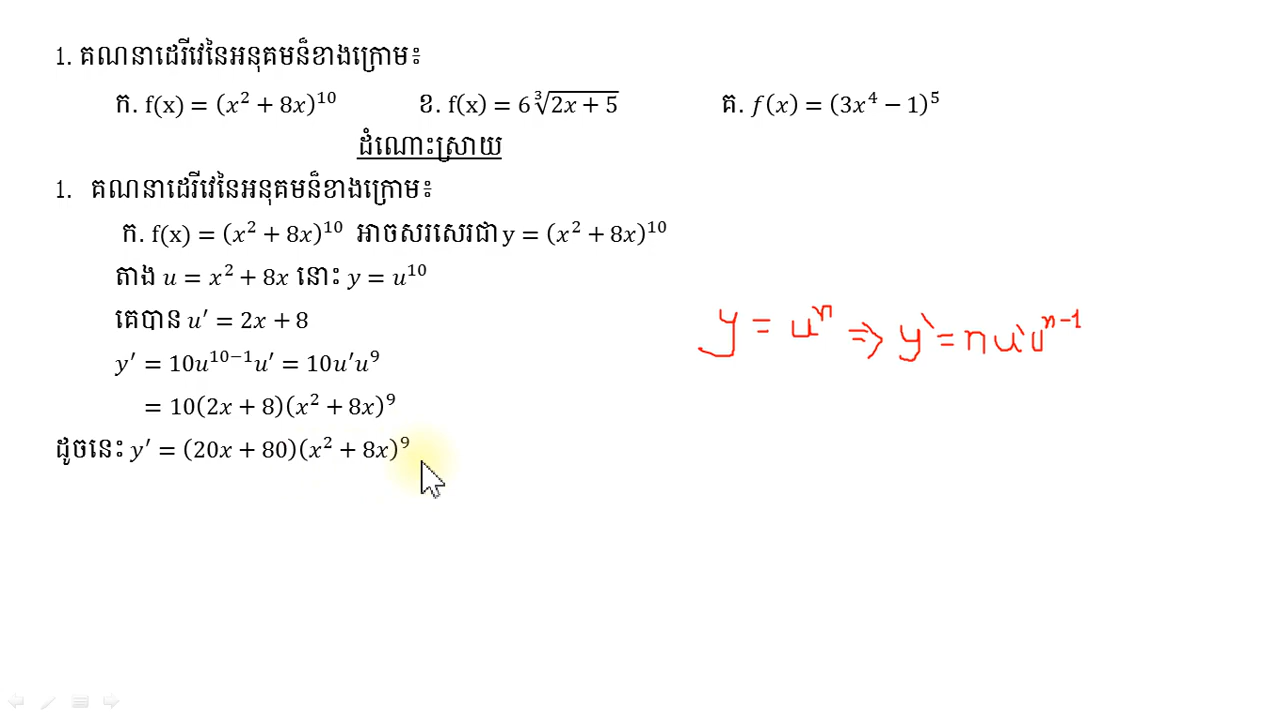 1. គណនាដេរីវេនៃអនុគមន៍ខាងក្រោម៖
ក. f(x) = (x² + 8x)¹⁰ ខ. f(x) = 6∛(2x + 5) គ. f(x) = (3x⁴ − 1)⁵
ដំណោះស្រាយ
1. គណនាដេរីវេនៃអនុគមន៍ខាងក្រោម៖
ក. f(x) = (x² + 8x)¹⁰ អាចសរសេរជា y = (x² + 8x)¹⁰
តាង u = x² + 8x នោះ y = u¹⁰
គេបាន u′ = 2x + 8
y = uⁿ ⇒ y' = nu'uⁿ⁻¹
y′ = 10u¹⁰⁻¹u′ = 10u′u⁹
= 10(2x + 8)(x² + 8x)⁹
ដូចនេះ y′ = (20x + 80)(x² + 8x)⁹